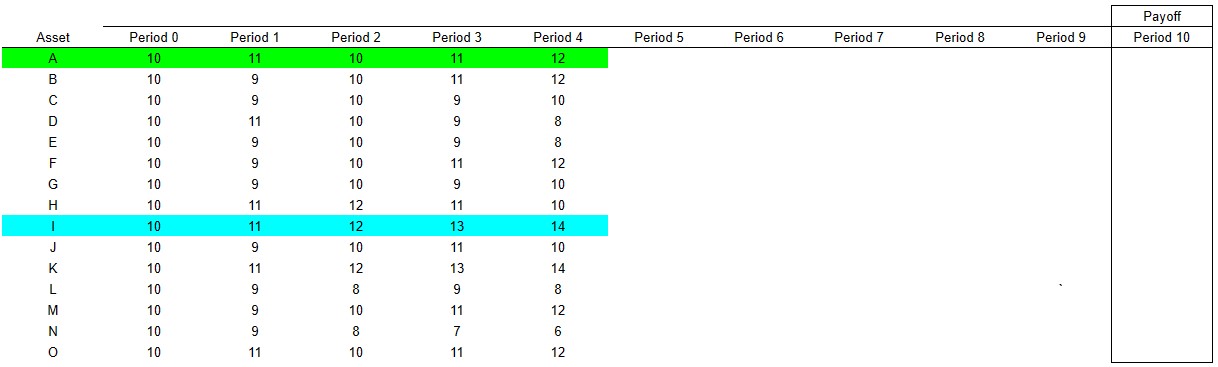 Payoff
Asset Period 0 Period 1 Period 2 Period 3 Period 4 Period 5 Period 6 Period 7 Period 8 Period 9 Period 10
A 10 11 10 11 12
B 10 9 10 11 12
C 10 9 10 9 10
D 10 11 10 9 8
E 10 9 10 9 8
F 10 9 10 11 12
G 10 9 10 9 10
H 10 11 12 11 10
I 10 11 12 13 14
J 10 9 10 11 10
K 10 11 12 13 14
L 10 9 8 9 8 `
M 10 9 10 11 12
N 10 9 8 7 6
O 10 11 10 11 12